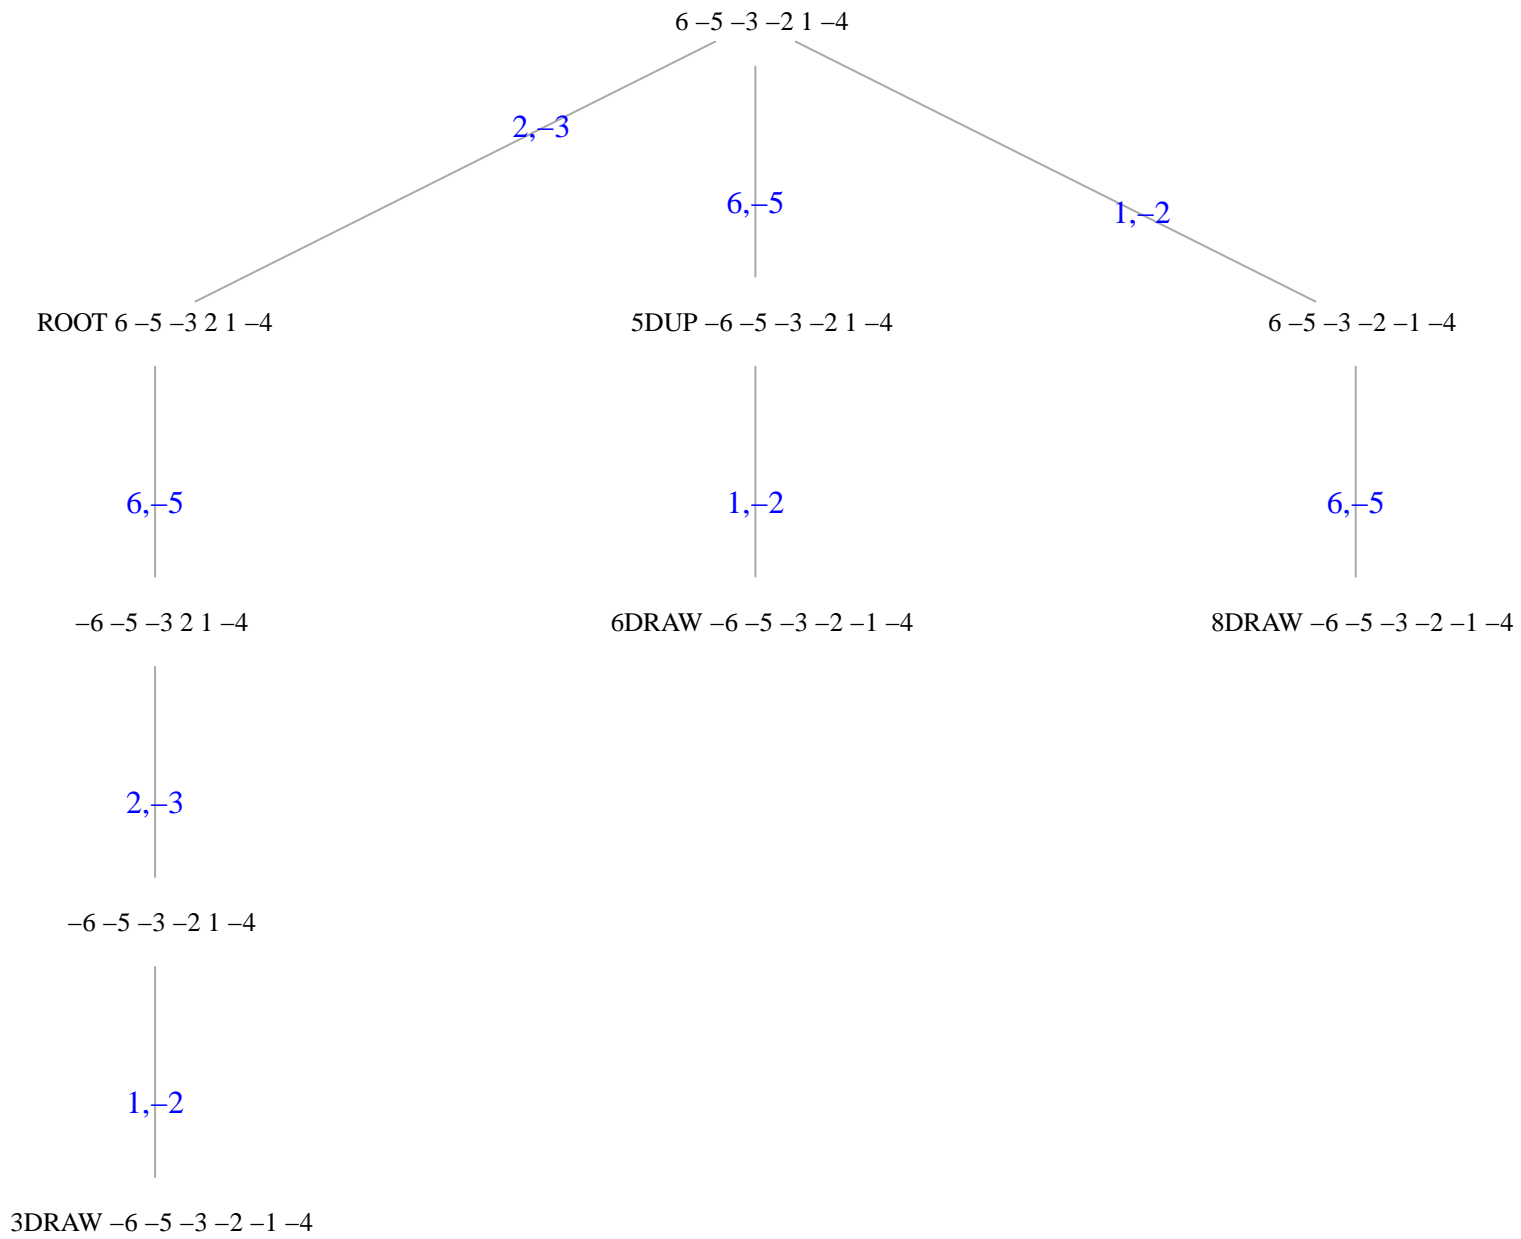 6 –5 –3 –2 1 –4
2,–3
6,–5
1,–2
ROOT 6 –5 –3 2 1 –4
5DUP –6 –5 –3 –2 1 –4
6 –5 –3 –2 –1 –4
6,–5
1,–2
6,–5
–6 –5 –3 2 1 –4
6DRAW –6 –5 –3 –2 –1 –4
8DRAW –6 –5 –3 –2 –1 –4
2,–3
–6 –5 –3 –2 1 –4
1,–2
3DRAW –6 –5 –3 –2 –1 –4